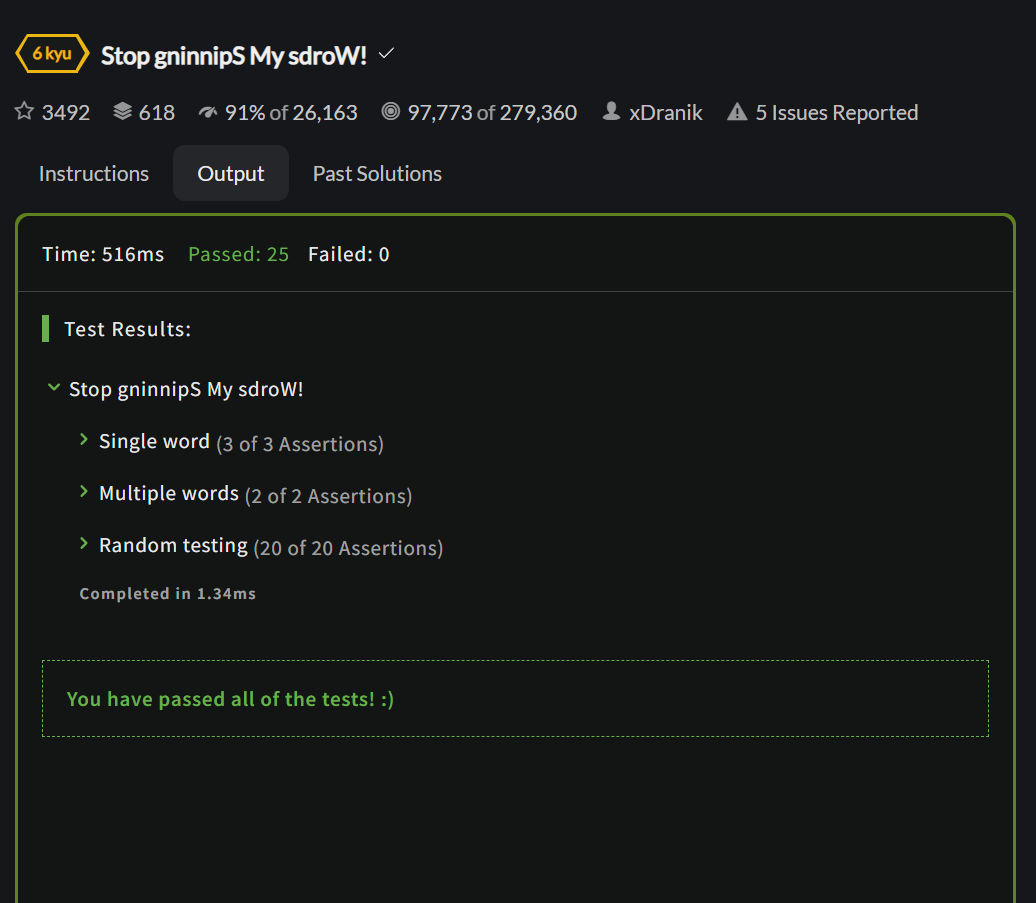 6 kyu Stop gninnipS My sdroW!
3492 618 91% of 26,163 97,773 of 279,360 xDranik 5 Issues Reported
Instructions Output Past Solutions
Time: 516ms Passed: 25 Failed: 0
Test Results:
Stop gninnipS My sdroW!
Single word (3 of 3 Assertions)
Multiple words (2 of 2 Assertions)
Random testing (20 of 20 Assertions)
Completed in 1.34ms
You have passed all of the tests! :)